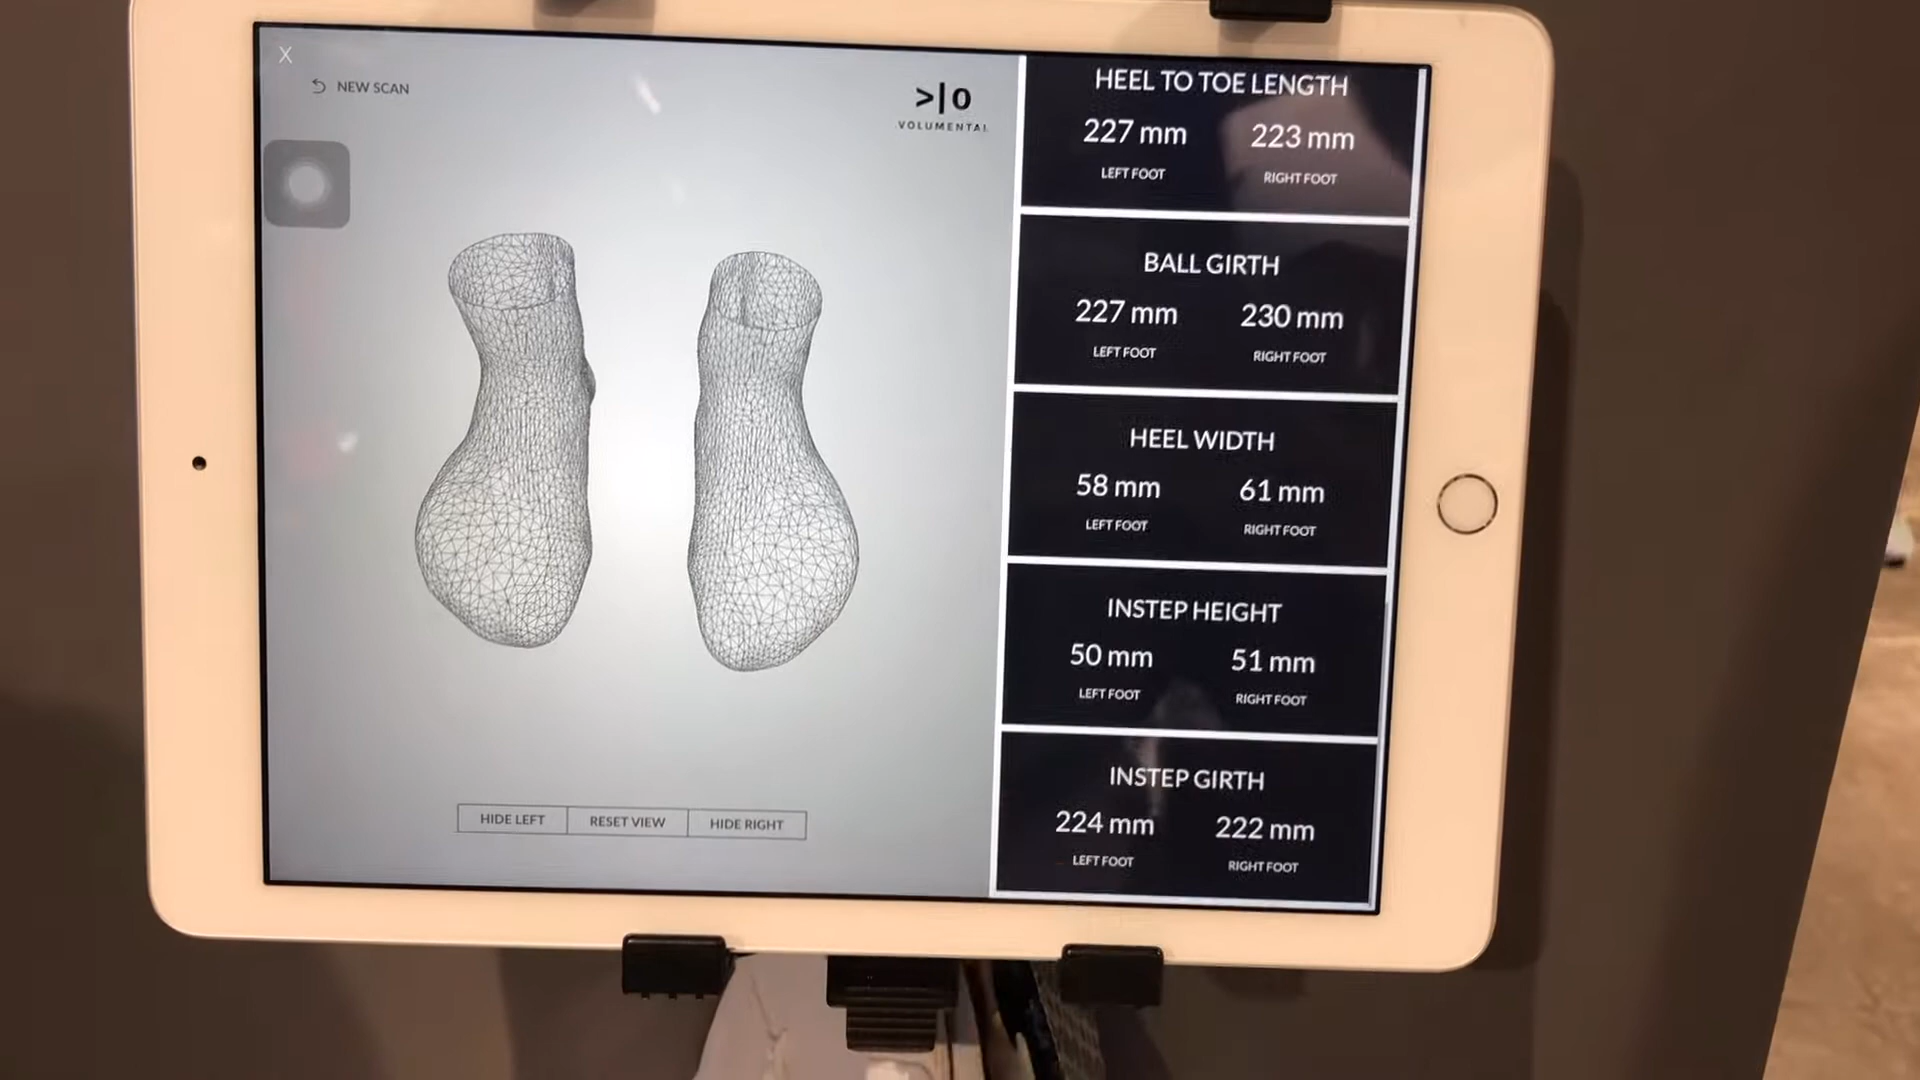 X
NEW SCAN
>|0
VOLUMENTAL
HIDE LEFT
RESET VIEW
HIDE RIGHT
HEEL TO TOE LENGTH
227 mm 223 mm
LEFT FOOT RIGHT FOOT
BALL GIRTH
227 mm 230 mm
LEFT FOOT RIGHT FOOT
HEEL WIDTH
58 mm 61 mm
LEFT FOOT RIGHT FOOT
INSTEP HEIGHT
50 mm 51 mm
LEFT FOOT RIGHT FOOT
INSTEP GIRTH
224 mm 222 mm
LEFT FOOT RIGHT FOOT